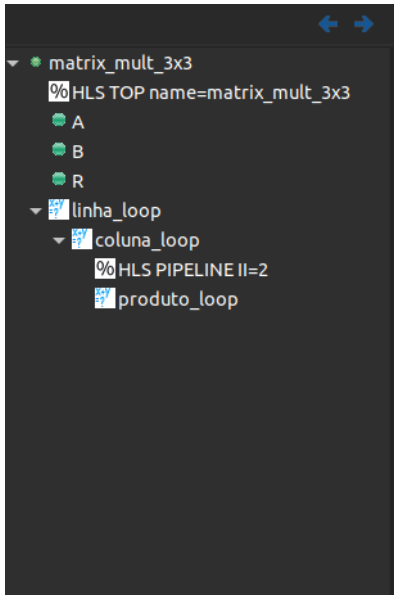 matrix_mult_3x3
% HLS TOP name=matrix_mult_3x3
A
B
R
linha_loop
coluna_loop
% HLS PIPELINE II=2
produto_loop